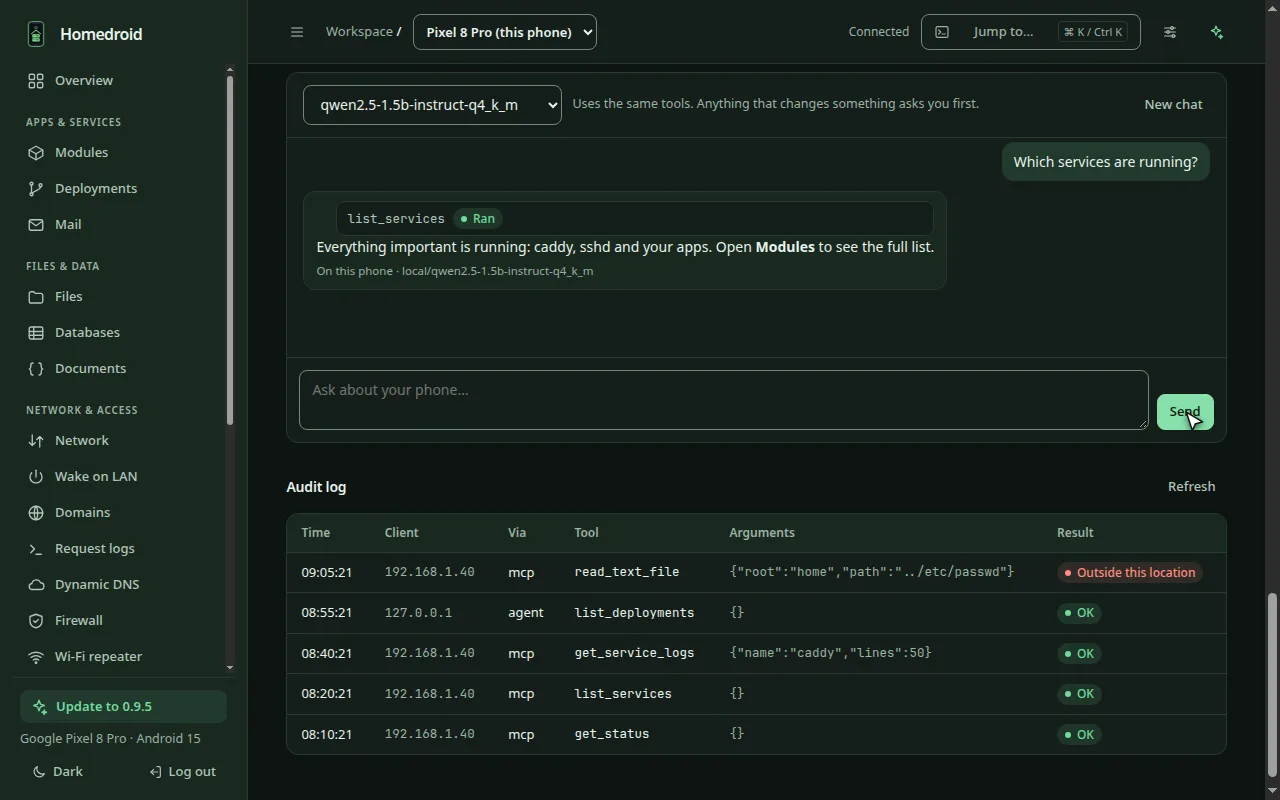 Homedroid
Workspace / Pixel 8 Pro (this phone) Connected Jump to... ⌘ K / Ctrl K
Overview
APPS & SERVICES
Modules
Deployments
Mail
FILES & DATA
Files
Databases
Documents
NETWORK & ACCESS
Network
Wake on LAN
Domains
Request logs
Dynamic DNS
Firewall
Wi-Fi repeater
Update to 0.9.5
Google Pixel 8 Pro · Android 15
Dark Log out
qwen2.5-1.5b-instruct-q4_k_m Uses the same tools. Anything that changes something asks you first. New chat
Which services are running?
list_services Ran
Everything important is running: caddy, sshd and your apps. Open Modules to see the full list.
On this phone · local/qwen2.5-1.5b-instruct-q4_k_m
Ask about your phone...
Send
Audit log Refresh
Time Client Via Tool Arguments Result
09:05:21 192.168.1.40 mcp read_text_file {"root":"home","path":"../etc/passwd"} Outside this location
08:55:21 127.0.0.1 agent list_deployments {} OK
08:40:21 192.168.1.40 mcp get_service_logs {"name":"caddy","lines":50} OK
08:20:21 192.168.1.40 mcp list_services {} OK
08:10:21 192.168.1.40 mcp get_status {} OK